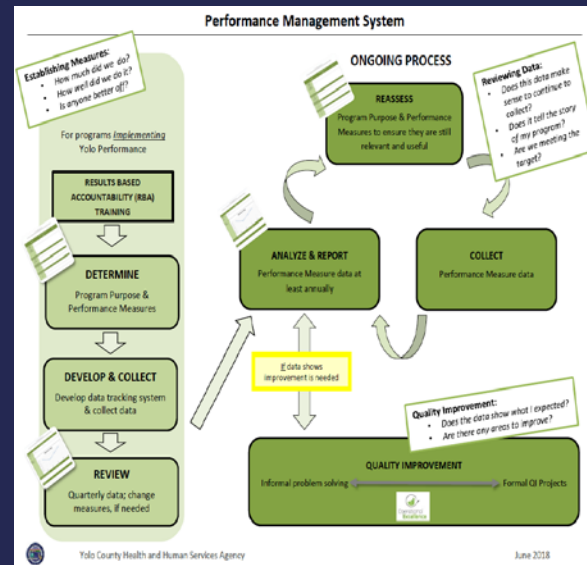 Performance Management System
Establishing Measures:
• How much did we do?
• How well did we do it?
• Is anyone better off?
For programs Implementing
Yolo Performance
RESULTS BASED
ACCOUNTABILITY (RBA)
TRAINING
DETERMINE
Program Purpose &
Performance Measures
DEVELOP & COLLECT
Develop data tracking system
& collect data
REVIEW
Quarterly data; change
measures, if needed
ONGOING PROCESS
REASSESS
Program Purpose & Performance
Measures to ensure they are still
relevant and useful
Reviewing Data:
• Does this data make
sense to continue to
collect?
• Does it tell the story
of my program?
• Are we meeting the
target?
ANALYZE & REPORT
Performance Measure data at
least annually
COLLECT
Performance Measure data
If data shows
improvement is needed
Quality Improvement:
• Does the data show what I expected?
• Are there any areas to improve?
QUALITY IMPROVEMENT
Informal problem solving
Formal QI Projects
Yolo County Health and Human Services Agency
June 2018